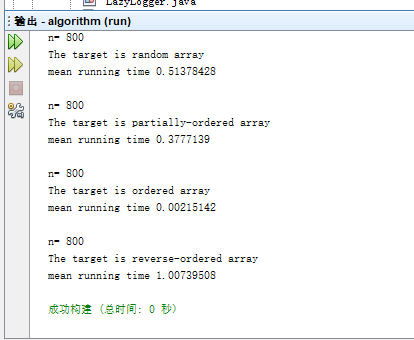 LazyLogger.java
输出 - algorithm (run)
n= 800
The target is random array
mean running time 0.51378428
n= 800
The target is partially-ordered array
mean running time 0.3777139
n= 800
The target is ordered array
mean running time 0.00215142
n= 800
The target is reverse-ordered array
mean running time 1.00739508
成功构建 (总时间: 0 秒)